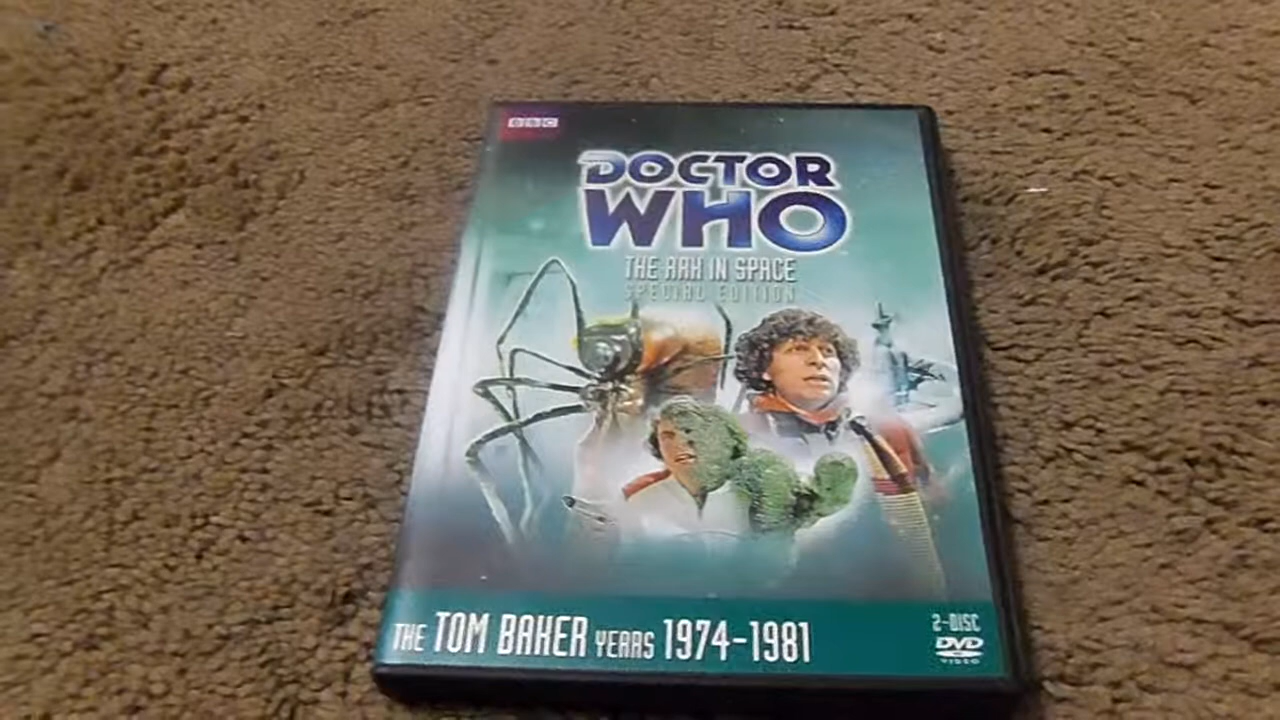 BBC
DOCTOR
WHO
THE ARK IN SPACE
SPECIAL EDITION
THE TOM BAKER YEARS 1974-1981
2-DISC
DVD
VIDEO